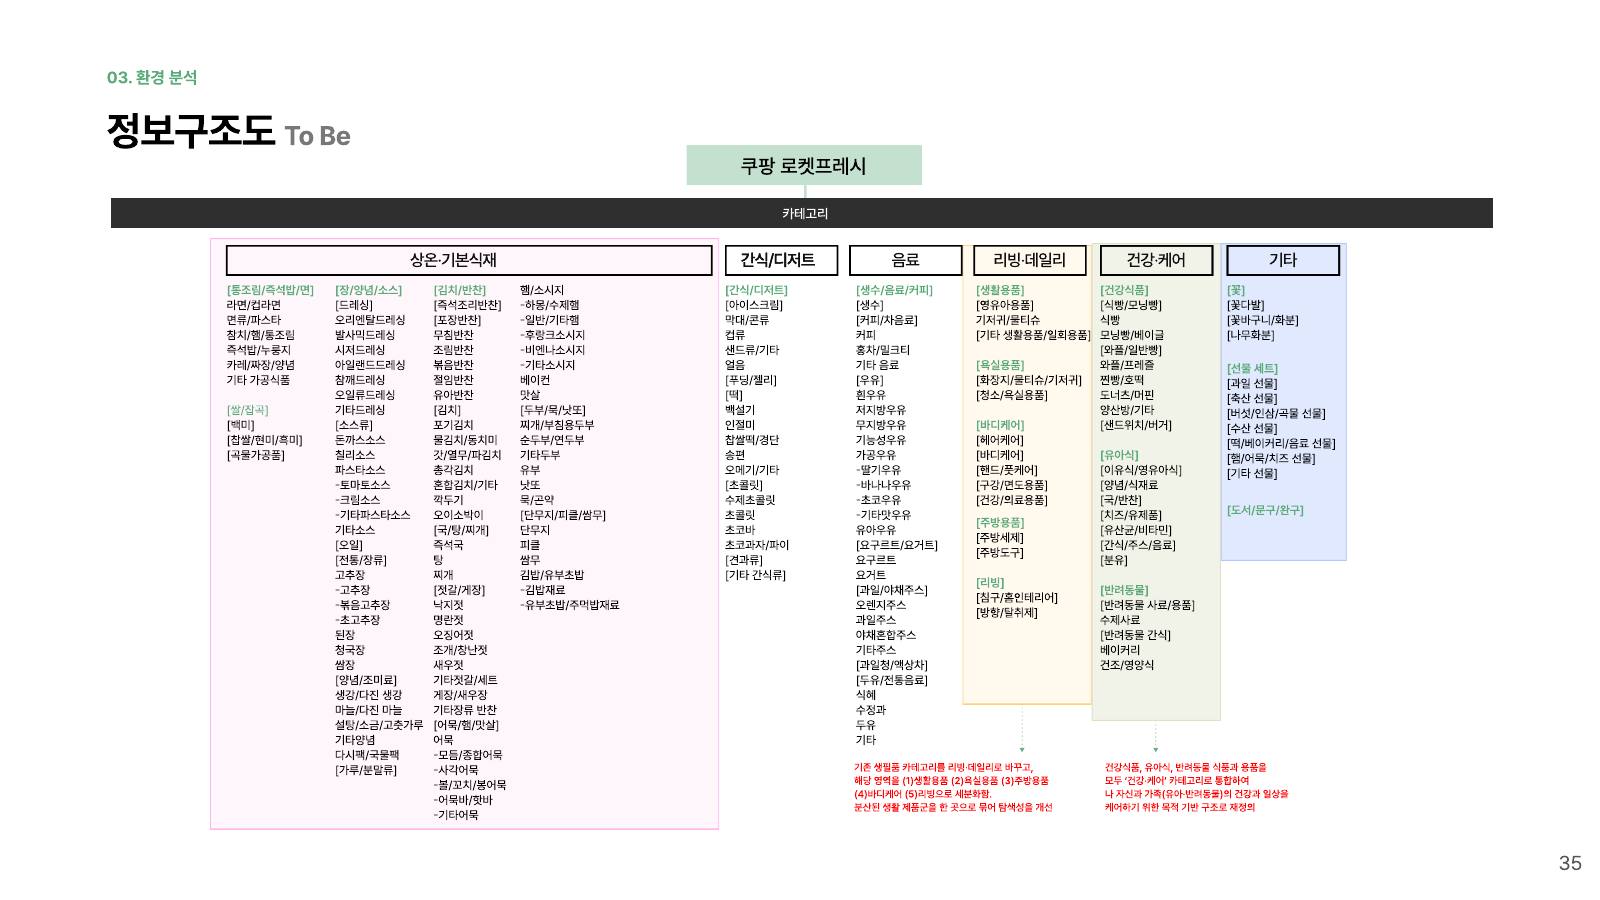 03. 환경 분석
정보구조도 To Be
쿠팡 로켓프레시
카테고리
상온·기본식재
[통조림/즉석밥/면]
라면/컵라면
면류/파스타
참치/햄/통조림
즉석밥/누룽지
카레/짜장/양념
기타 가공식품
[쌀/잡곡]
[백미]
[찹쌀/현미/흑미]
[곡물가공품]
[장/양념/소스]
[드레싱]
오리엔탈드레싱
발사믹드레싱
시저드레싱
아일랜드드레싱
참깨드레싱
오일류드레싱
기타드레싱
[소스류]
돈까스소스
칠리소스
파스타소스
-토마토소스
-크림소스
-기타파스타소스
기타소스
[오일]
[전통/장류]
고추장
-고추장
-볶음고추장
-초고추장
된장
청국장
쌈장
[양념/조미료]
생강/다진 생강
마늘/다진 마늘
설탕/소금/고춧가루
기타양념
다시팩/국물팩
[가루/분말류]
[김치/반찬]
[즉석조리반찬]
[포장반찬]
무침반찬
조림반찬
볶음반찬
절임반찬
유아반찬
[김치]
포기김치
물김치/동치미
갓/열무/파김치
총각김치
혼합김치/기타
깍두기
오이소박이
[국/탕/찌개]
즉석국
탕
찌개
[젓갈/게장]
낙지젓
명란젓
오징어젓
조개/창난젓
새우젓
기타젓갈/세트
게장/새우장
기타장류 반찬
[어묵/햄/맛살]
어묵
-모듬/종합어묵
-사각어묵
-볼/꼬치/봉어묵
-어묵바/핫바
-기타어묵
햄/소시지
-하몽/수제햄
-일반/기타햄
-후랑크소시지
-비엔나소시지
-기타소시지
베이컨
맛살
[두부/묵/낫또]
찌개/부침용두부
순두부/연두부
기타두부
유부
낫또
묵/곤약
[단무지/피클/쌈무]
단무지
피클
쌈무
김밥/유부초밥
-김밥재료
-유부초밥/주먹밥재료
간식/디저트
[간식/디저트]
[아이스크림]
막대/콘류
컵류
샌드류/기타
얼음
[푸딩/젤리]
[떡]
백설기
인절미
찹쌀떡/경단
송편
오메기/기타
[초콜릿]
수제초콜릿
초콜릿
초코바
초코과자/파이
[견과류]
[기타 간식류]
음료
[생수/음료/커피]
[생수]
[커피/차음료]
커피
홍차/밀크티
기타 음료
[우유]
흰우유
저지방우유
무지방우유
기능성우유
가공우유
-딸기우유
-바나나우유
-초코우유
-기타맛우유
유아우유
[요구르트/요거트]
요구르트
요거트
[과일/야채주스]
오렌지주스
과일주스
야채혼합주스
기타주스
[과일청/액상차]
[두유/전통음료]
식혜
수정과
두유
기타
리빙·데일리
[생활용품]
[영유아용품]
기저귀/물티슈
[기타 생활용품/일회용품]
[욕실용품]
[화장지/물티슈/기저귀]
[청소/욕실용품]
[바디케어]
[헤어케어]
[바디케어]
[핸드/풋케어]
[구강/면도용품]
[건강/의료용품]
[주방용품]
[주방세제]
[주방도구]
[리빙]
[침구/홈인테리어]
[방향/탈취제]
건강·케어
[건강식품]
[식빵/모닝빵]
식빵
모닝빵/베이글
[와플/일반빵]
와플/프레즐
찐빵/호떡
도너츠/머핀
양산빵/기타
[샌드위치/버거]
[유아식]
[이유식/영유아식]
[양념/식재료
[국/반찬]
[치즈/유제품]
[유산균/비타민]
[간식/주스/음료]
[분유]
[반려동물]
[반려동물 사료/용품]
수제사료
[반려동물 간식]
베이커리
건조/영양식
기타
[꽃]
[꽃다발]
[꽃바구니/화분]
[나무화분]
[선물 세트]
[과일 선물]
[축산 선물]
[버섯/인삼/곡물 선물]
[수산 선물]
[떡/베이커리/음료 선물]
[햄/어묵/치즈 선물]
[기타 선물]
[도서/문구/완구]
기존 생필품 카테고리를 리빙·데일리로 바꾸고,
해당 영역을 (1)생활용품 (2)욕실용품 (3)주방용품
(4)바디케어 (5)리빙으로 세분화함.
분산된 생활 제품군을 한 곳으로 묶어 탐색성을 개선
건강식품, 유아식, 반려동물 식품과 용품을
모두 '건강·케어' 카테고리로 통합하여
나 자신과 가족(유아·반려동물)의 건강과 일상을
케어하기 위한 목적 기반 구조로 재정의
35